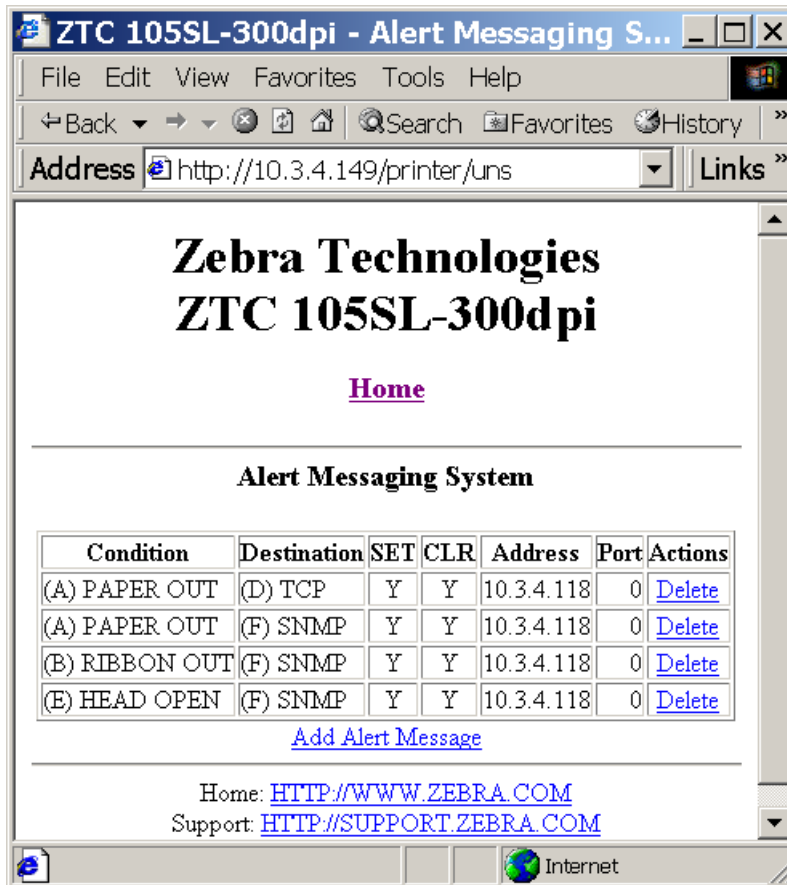 ZTC 105SL-300dpi - Alert Messaging S...
File Edit View Favorites Tools Help
Back Search Favorites History »
Address http://10.3.4.149/printer/uns Links »
Zebra Technologies
ZTC 105SL-300dpi
Home
Alert Messaging System
Condition Destination SET CLR Address Port Actions
(A) PAPER OUT (D) TCP Y Y 10.3.4.118 0 Delete
(A) PAPER OUT (F) SNMP Y Y 10.3.4.118 0 Delete
(B) RIBBON OUT (F) SNMP Y Y 10.3.4.118 0 Delete
(E) HEAD OPEN (F) SNMP Y Y 10.3.4.118 0 Delete
Add Alert Message
Home: HTTP://WWW.ZEBRA.COM
Support: HTTP://SUPPORT.ZEBRA.COM
Internet